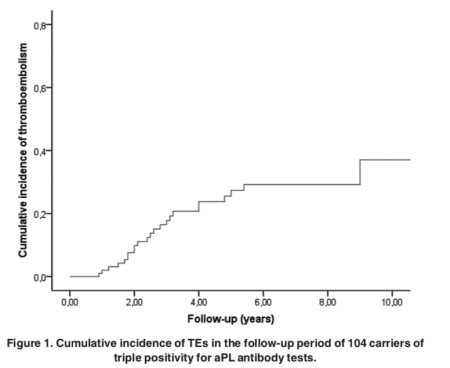 Cumulative incidence of thromboembolism
0,8
0,6
0,4
0,2
0,0
0,00 2,00 4,00 6,00 8,00 10,00
Follow-up (years)
Figure 1. Cumulative incidence of TEs in the follow-up period of 104 carriers of
triple positivity for aPL antibody tests.